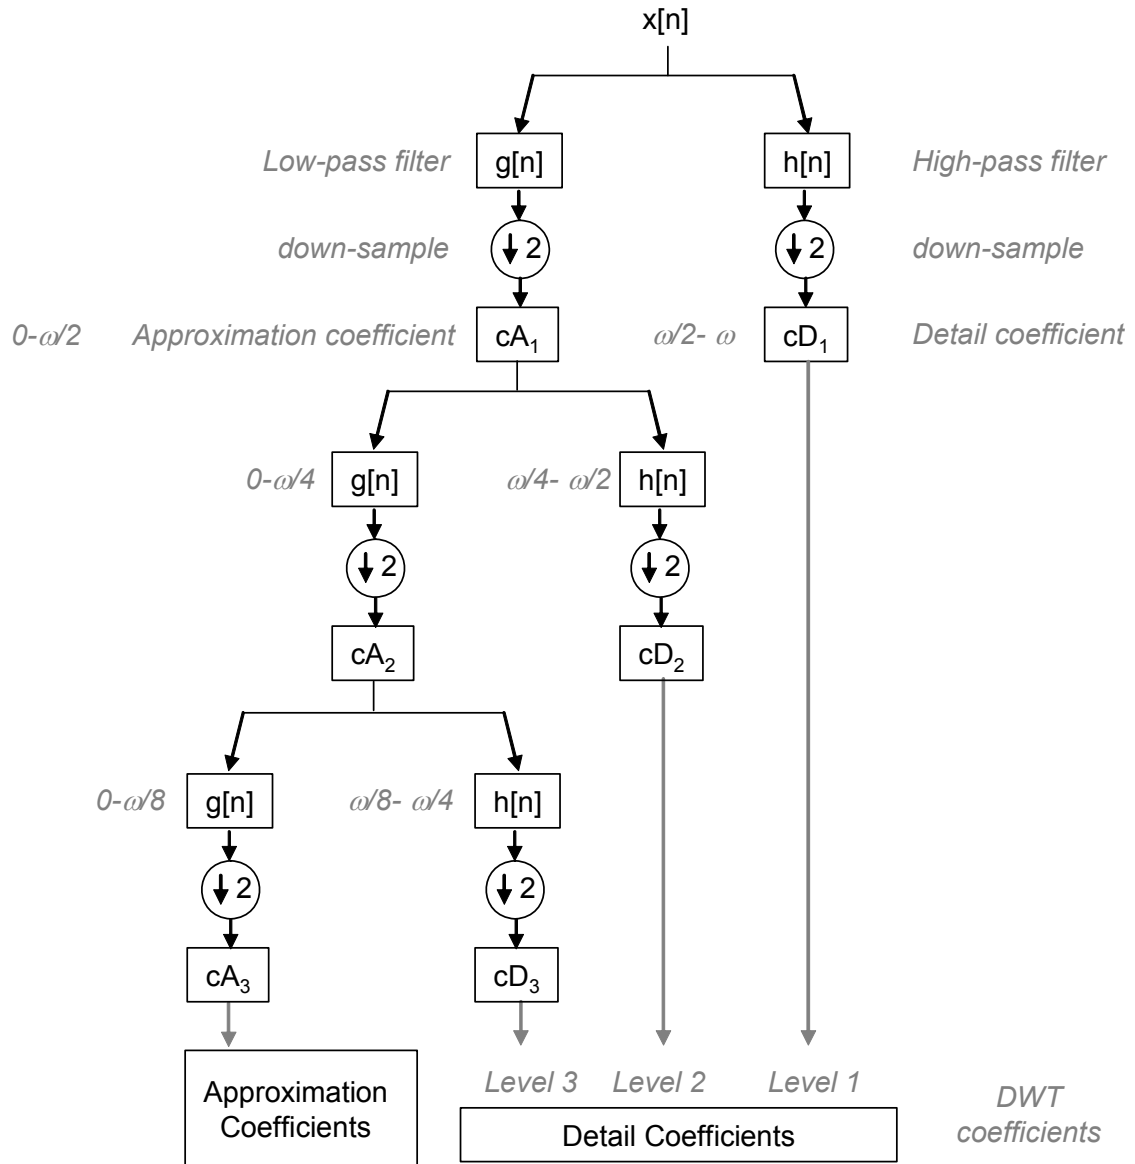 x[n]
Low-pass filter g[n] h[n] High-pass filter
down-sample ↓ 2 ↓ 2 down-sample
0-ω/2 Approximation coefficient cA₁ ω/2- ω cD₁ Detail coefficient
0-ω/4 g[n] ω/4- ω/2 h[n]
↓ 2 ↓ 2
cA₂ cD₂
0-ω/8 g[n] ω/8- ω/4 h[n]
↓ 2 ↓ 2
cA₃ cD₃
Level 3 Level 2 Level 1
Approximation
Coefficients
Detail Coefficients
DWT
coefficients